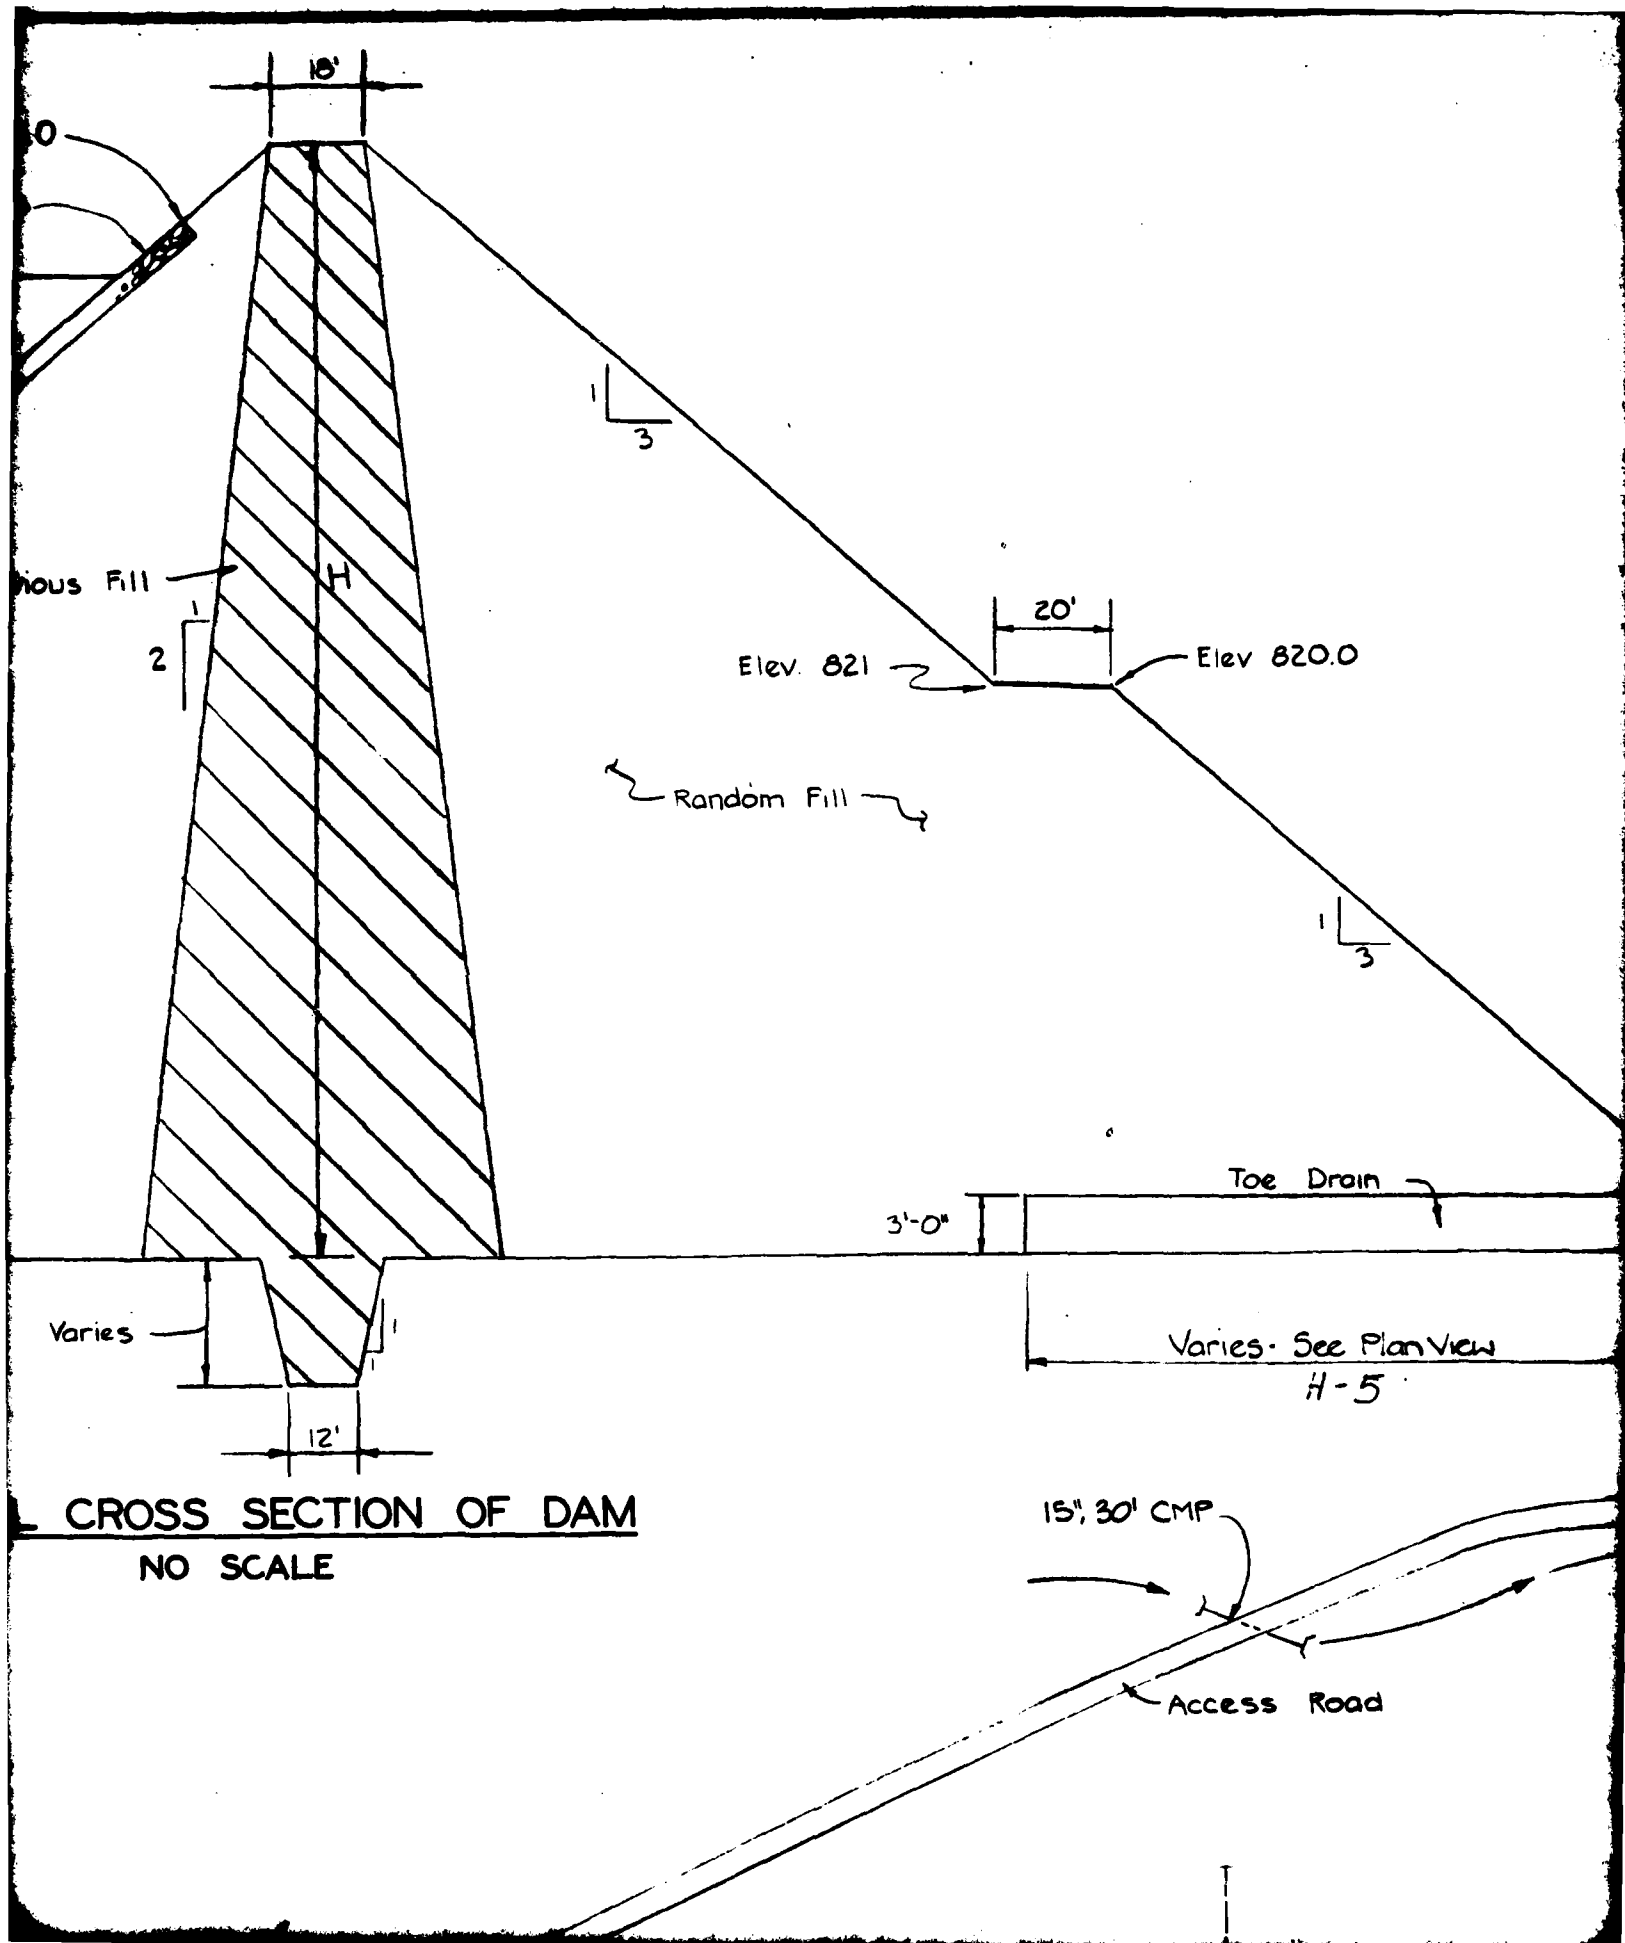 18'
0
1
3
ious Fill
H
1
2
20'
Elev. 821
Elev 820.0
Random Fill
1
3
Toe Drain
3'-0"
Varies
1
1
Varies - See Plan View
H-5
12'
L CROSS SECTION OF DAM
NO SCALE
15", 30' CMP
Access Road